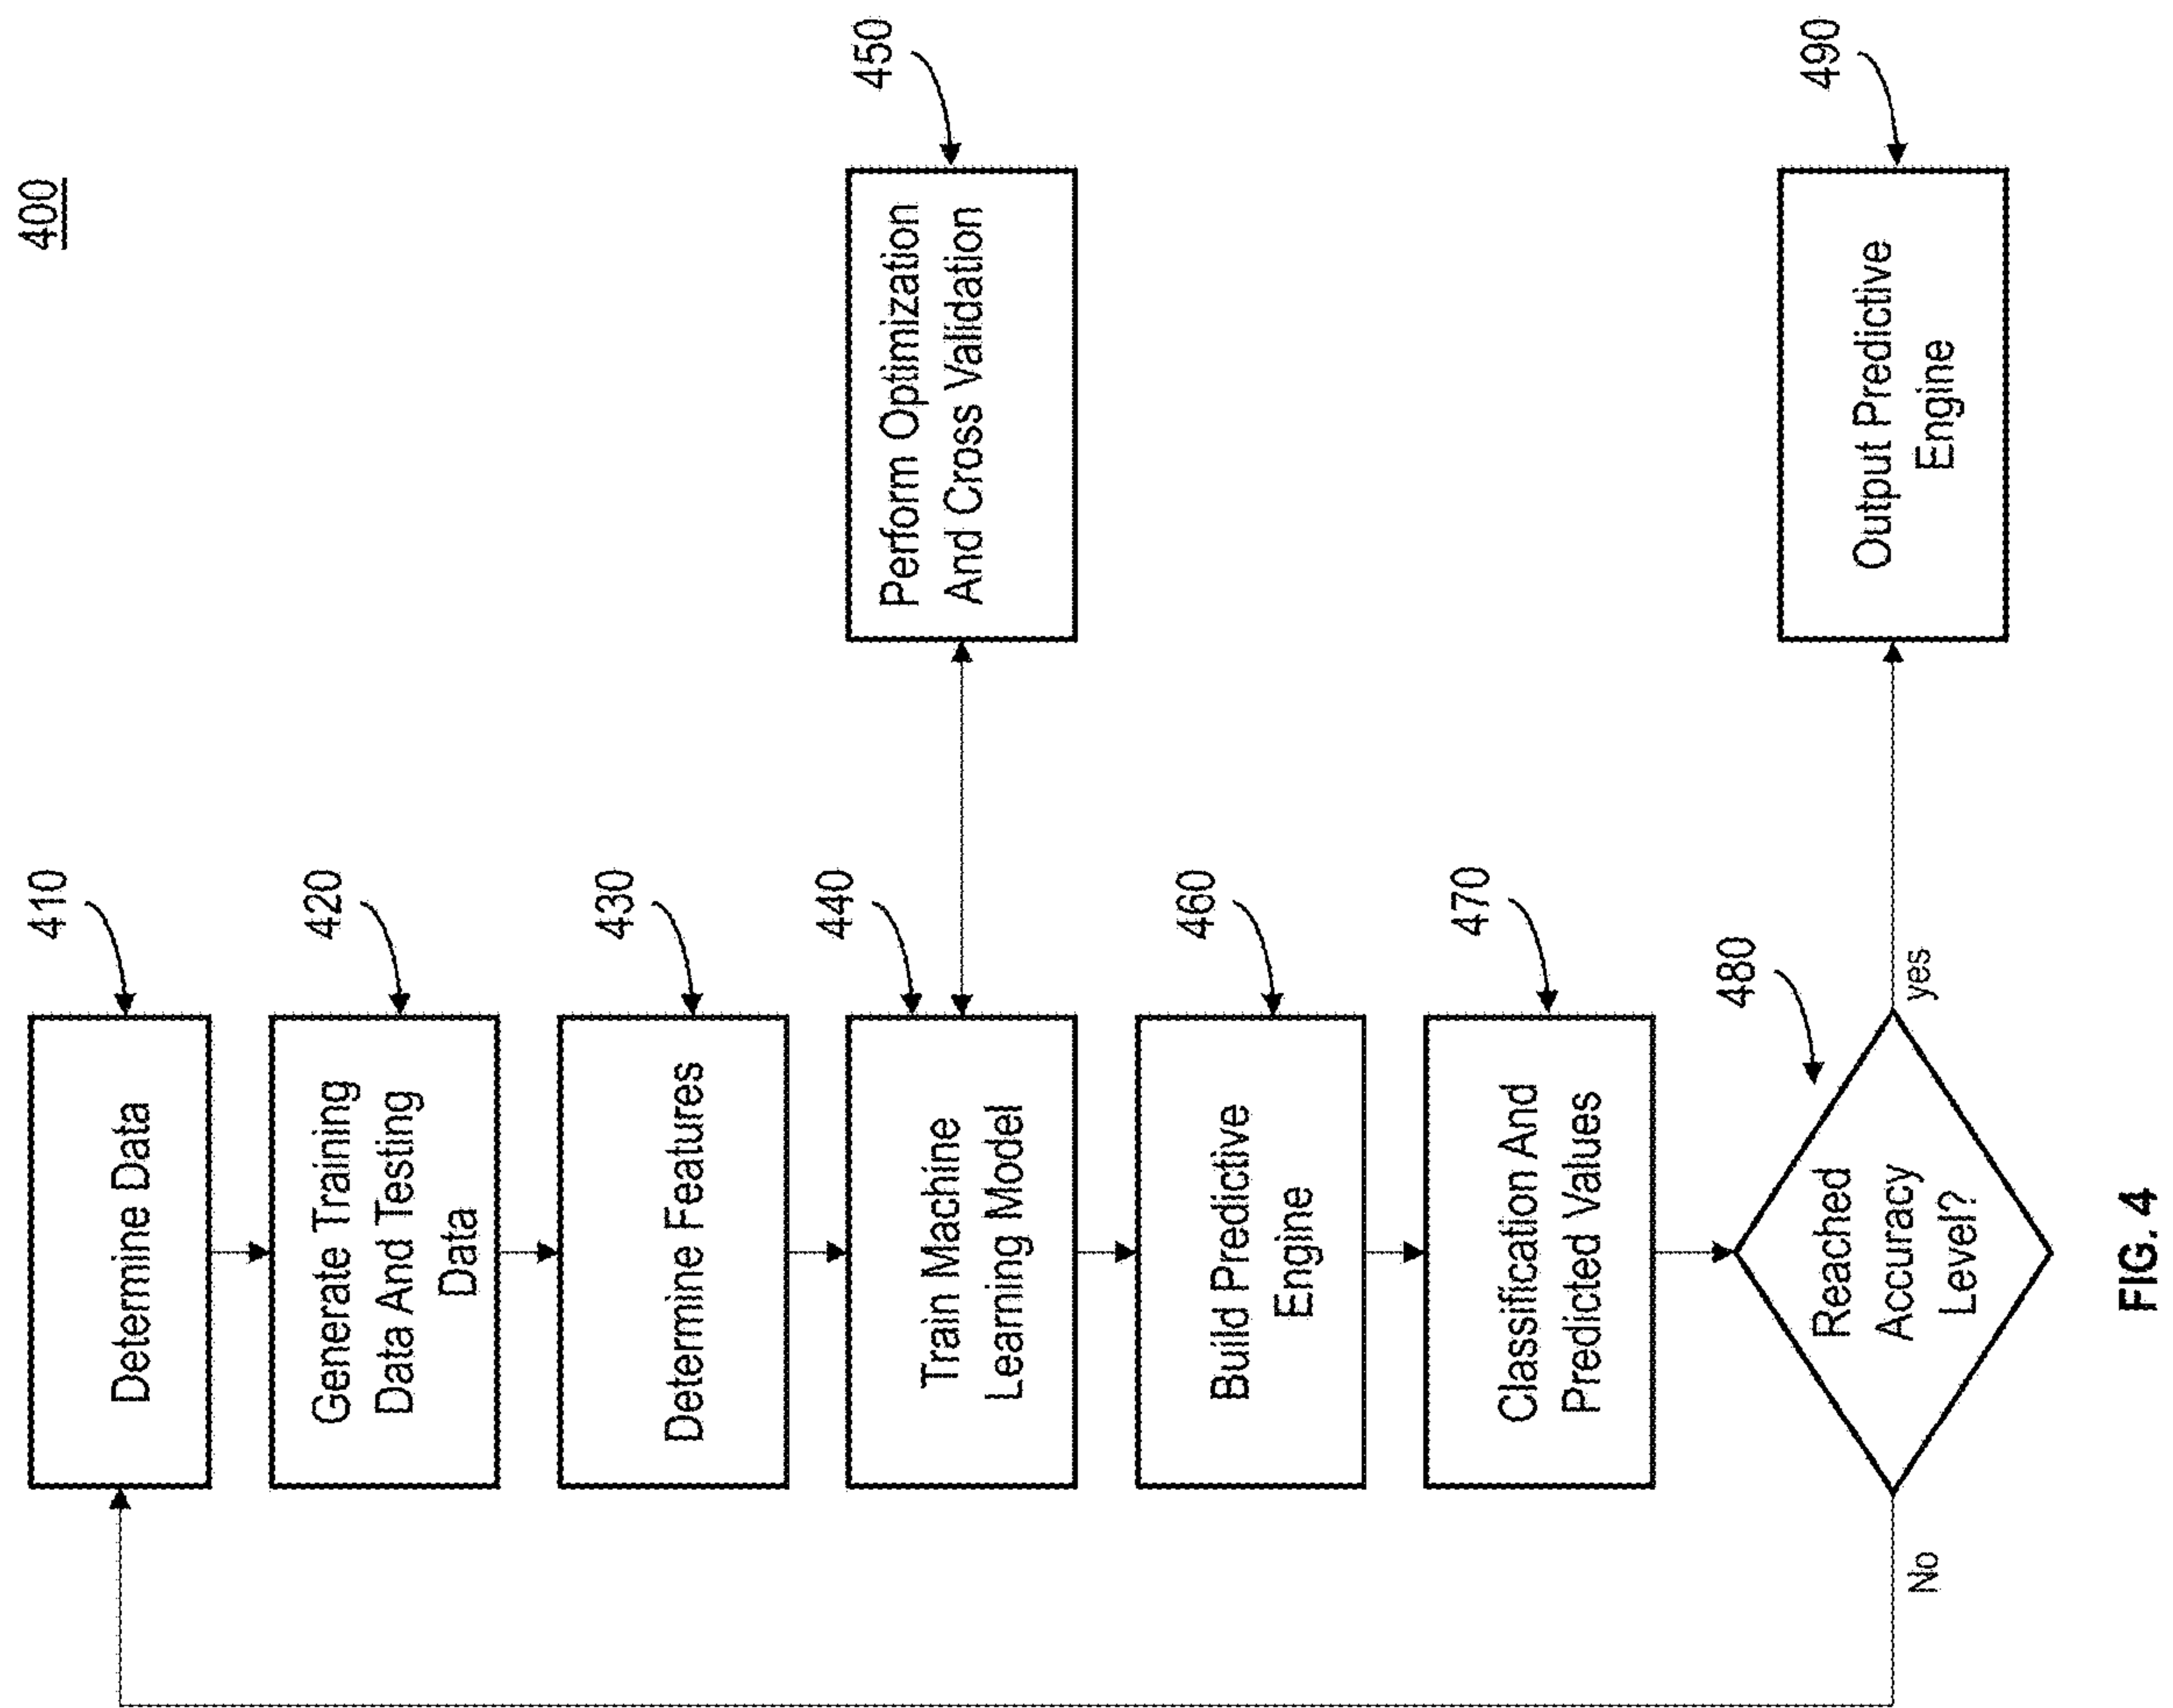 400
410
Determine Data
420
Generate Training
Data And Testing
Data
430
Determine Features
440
Train Machine
Learning Model
450
Perform Optimization
And Cross Validation
460
Build Predictive
Engine
470
Classification And
Predicted Values
480
Reached
Accuracy
Level?
No
yes
490
Output Predictive
Engine
FIG. 4